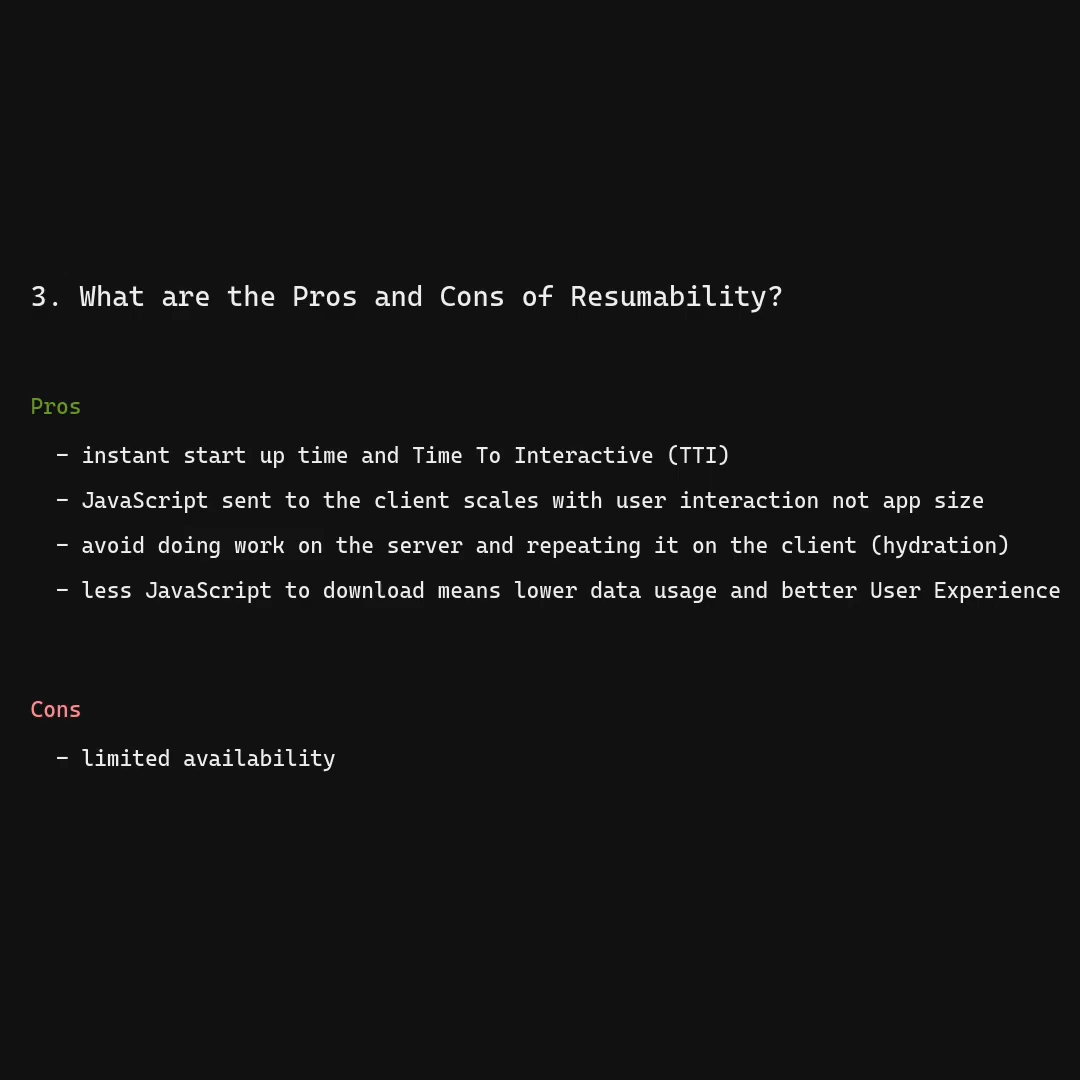 3. What are the Pros and Cons of Resumability?
Pros
- instant start up time and Time To Interactive (TTI)
- JavaScript sent to the client scales with user interaction not app size
- avoid doing work on the server and repeating it on the client (hydration)
- less JavaScript to download means lower data usage and better User Experience
Cons
- limited availability